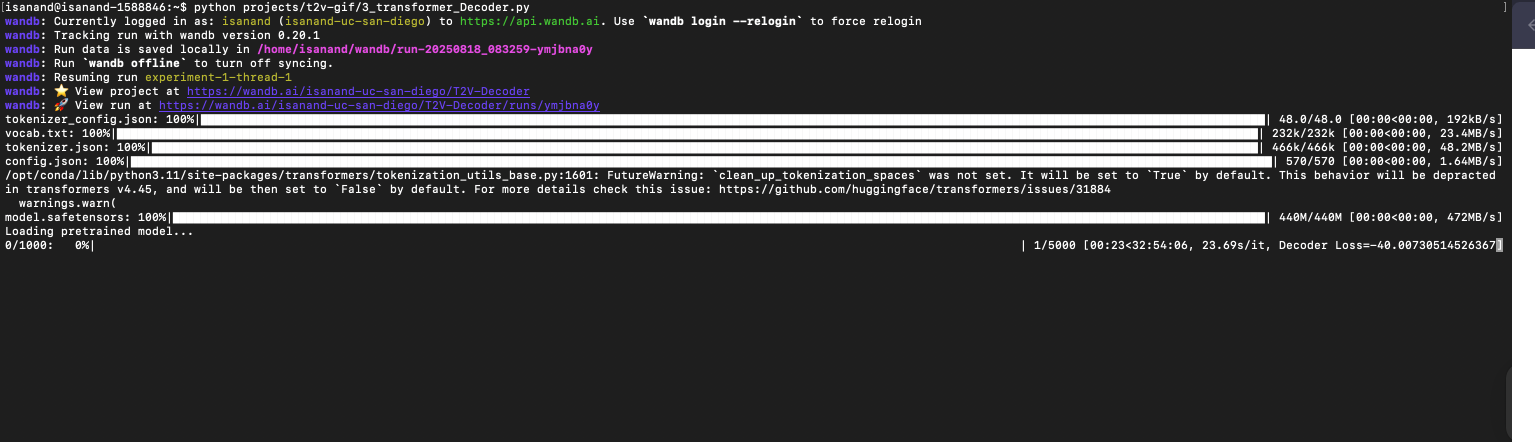 [isanand@isanand-1588846:~$ python projects/t2v-gif/3_transformer_Decoder.py ]
wandb: Currently logged in as: isanand (isanand-uc-san-diego) to https://api.wandb.ai. Use `wandb login --relogin` to force relogin
wandb: Tracking run with wandb version 0.20.1
wandb: Run data is saved locally in /home/isanand/wandb/run-20250818_083259-ymjbna0y
wandb: Run `wandb offline` to turn off syncing.
wandb: Resuming run experiment-1-thread-1
wandb: ⭐ View project at https://wandb.ai/isanand-uc-san-diego/T2V-Decoder
wandb: 🚀 View run at https://wandb.ai/isanand-uc-san-diego/T2V-Decoder/runs/ymjbna0y
tokenizer_config.json: 100%| | 48.0/48.0 [00:00<00:00, 192kB/s]
vocab.txt: 100%| | 232k/232k [00:00<00:00, 23.4MB/s]
tokenizer.json: 100%| | 466k/466k [00:00<00:00, 48.2MB/s]
config.json: 100%| | 570/570 [00:00<00:00, 1.64MB/s]
/opt/conda/lib/python3.11/site-packages/transformers/tokenization_utils_base.py:1601: FutureWarning: `clean_up_tokenization_spaces` was not set. It will be set to `True` by default. This behavior will be depracted
in transformers v4.45, and will be then set to `False` by default. For more details check this issue: https://github.com/huggingface/transformers/issues/31884
warnings.warn(
model.safetensors: 100%| | 440M/440M [00:00<00:00, 472MB/s]
Loading pretrained model...
0/1000: 0%| | 1/5000 [00:23<32:54:06, 23.69s/it, Decoder Loss=-40.00730514526367]